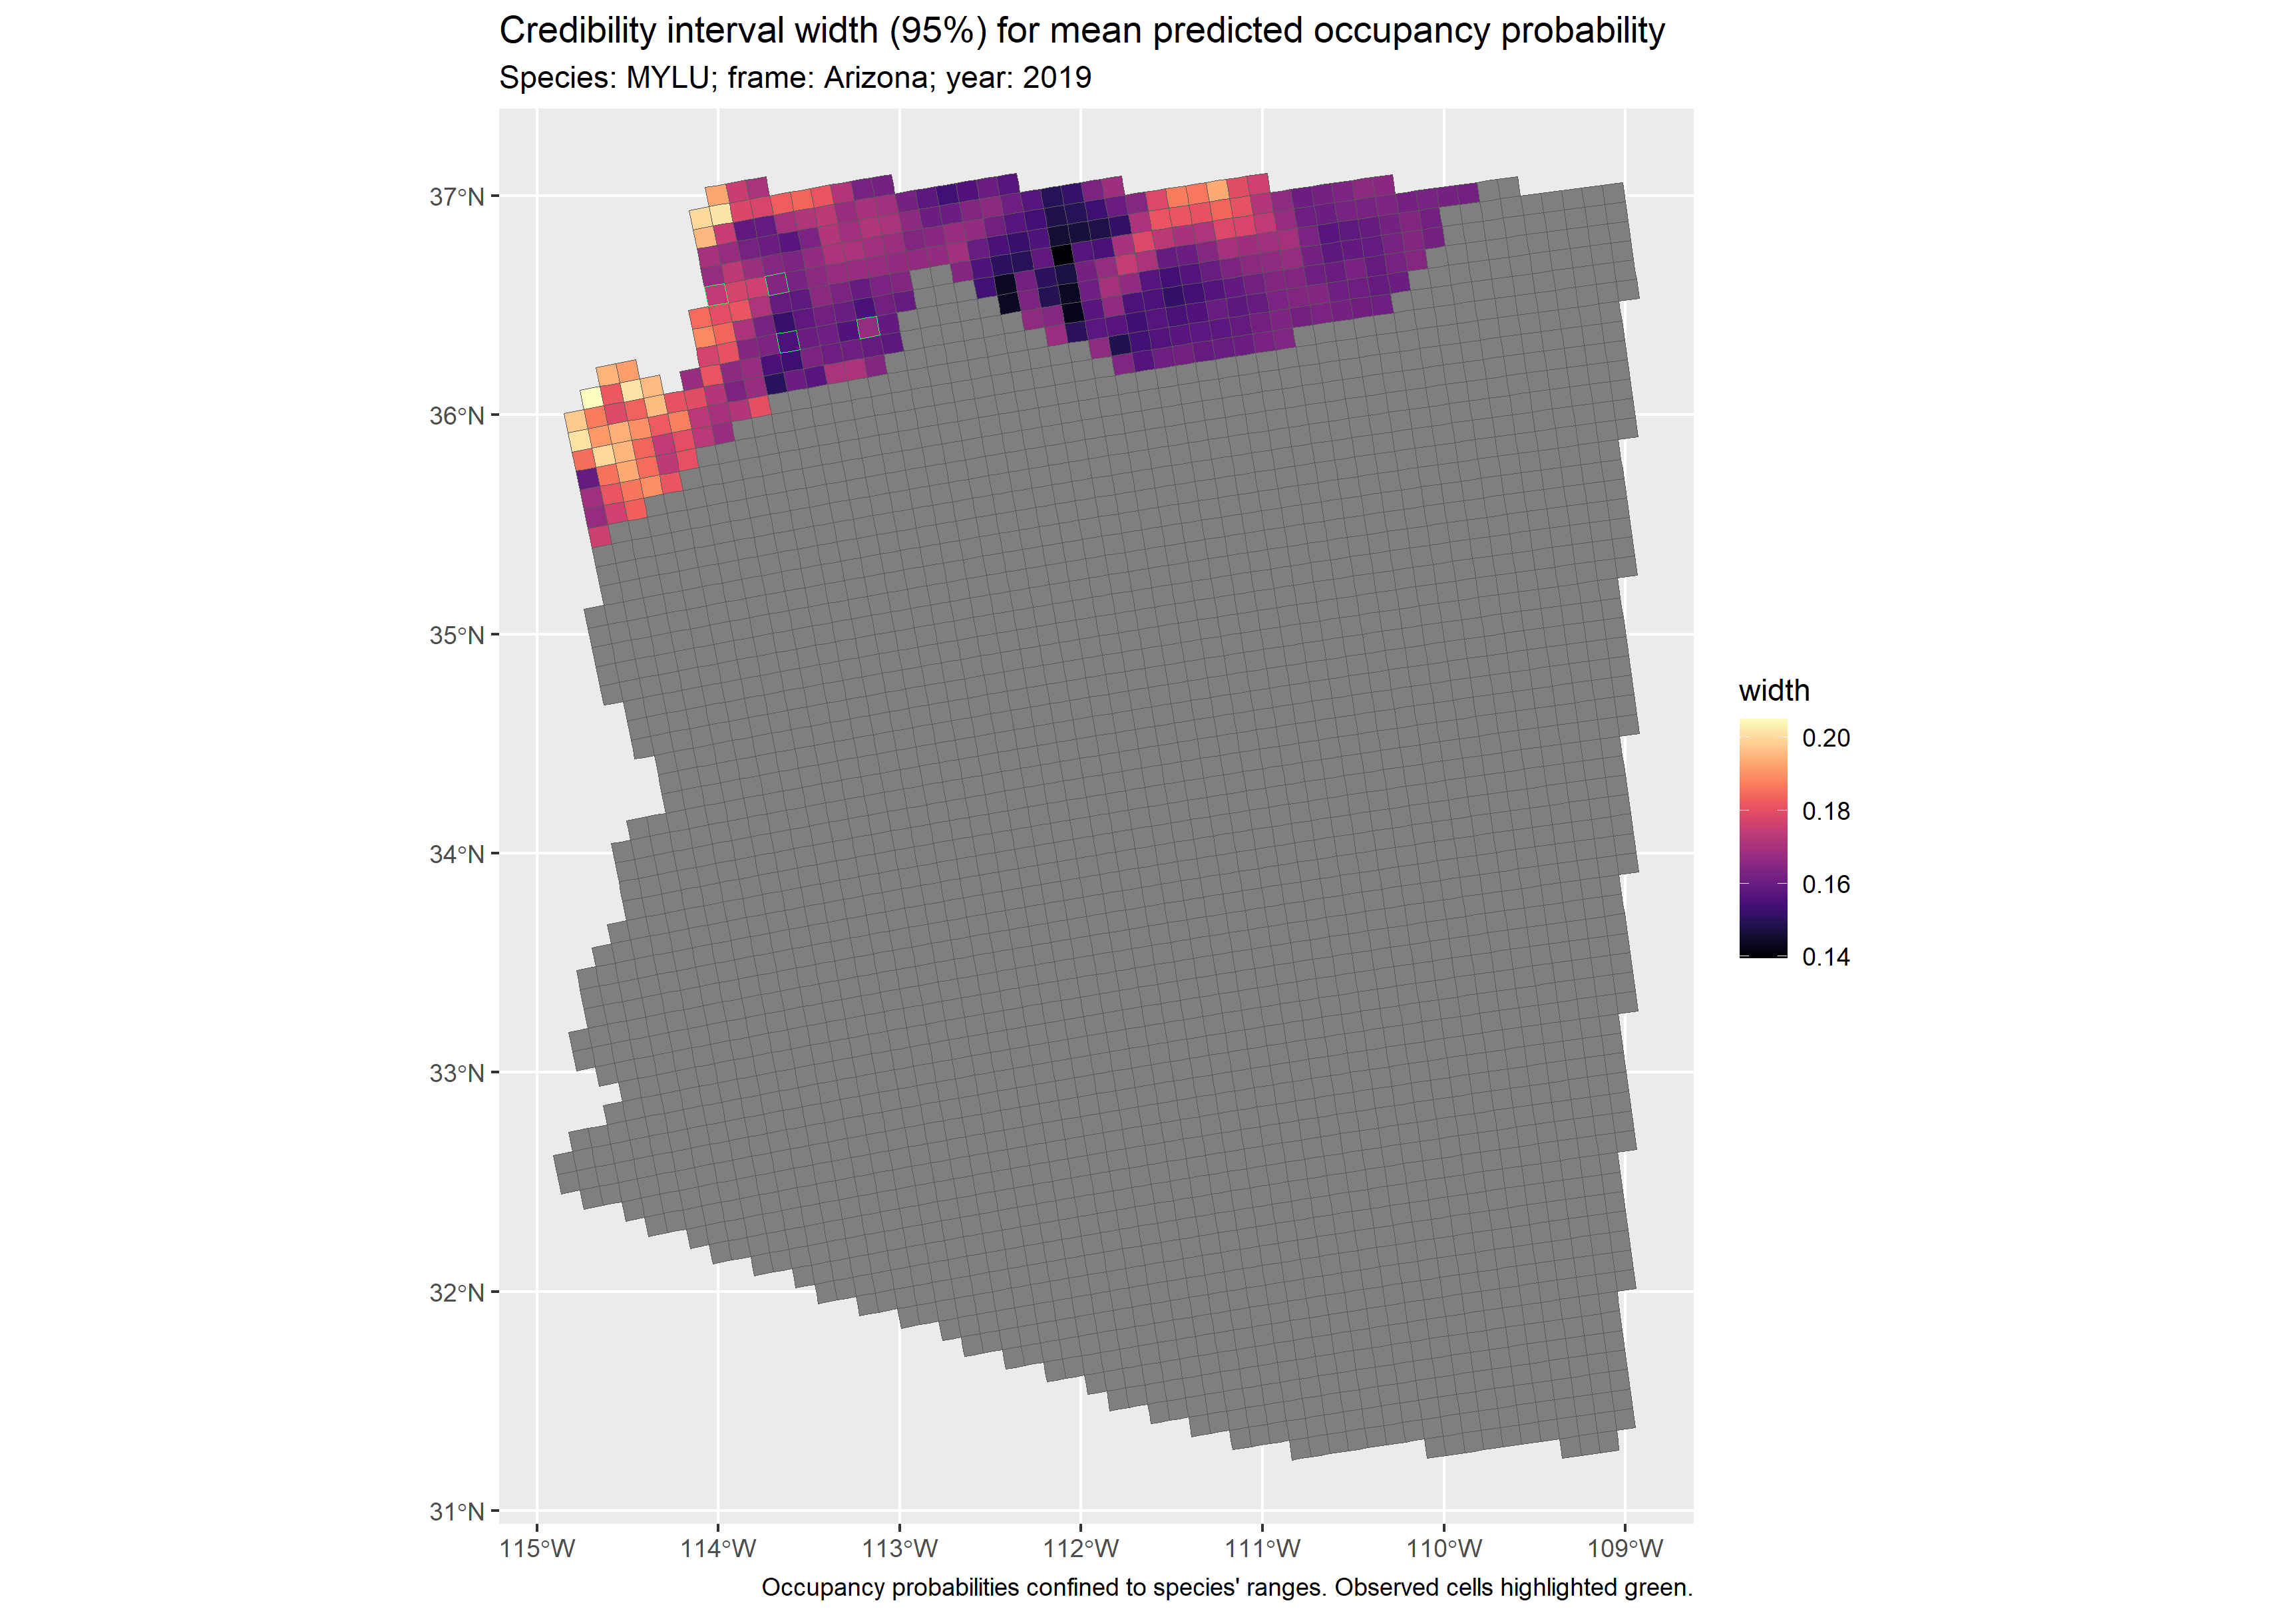 Credibility interval width (95%) for mean predicted occupancy probability
Species: MYLU; frame: Arizona; year: 2019
37°N
36°N
35°N
34°N
33°N
32°N
31°N
115°W
114°W
113°W
112°W
111°W
110°W
109°W
width
0.20
0.18
0.16
0.14
Occupancy probabilities confined to species' ranges. Observed cells highlighted green.